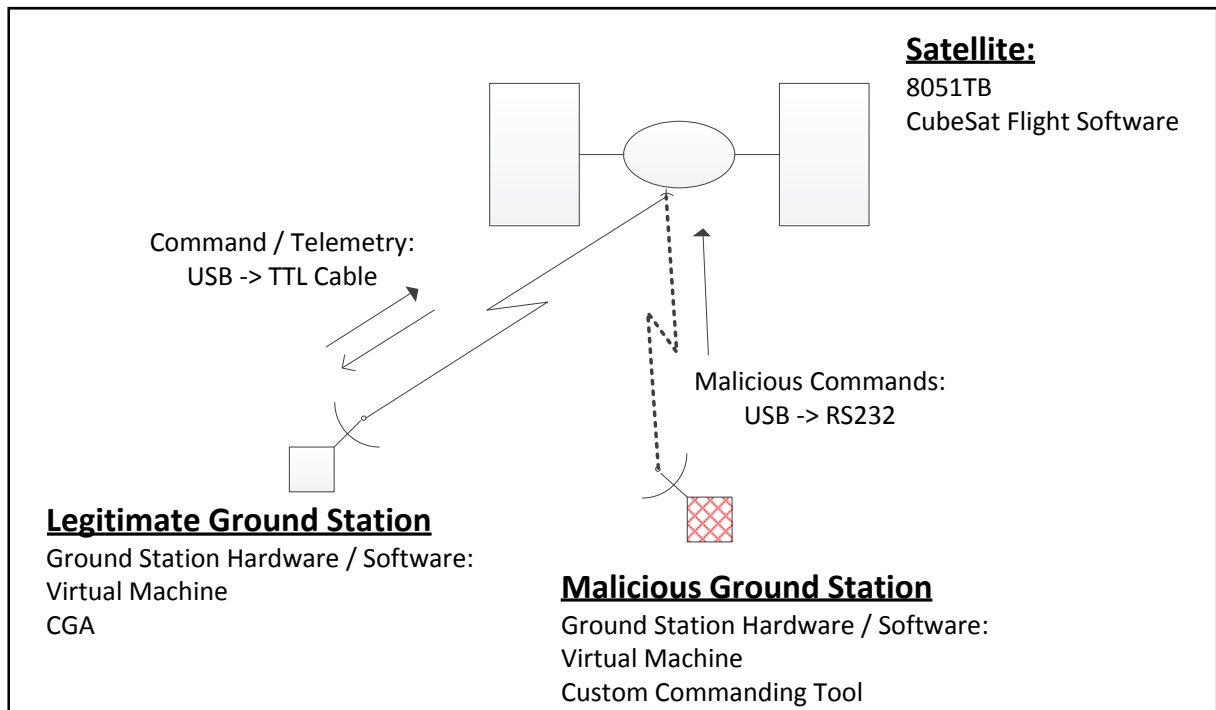 Satellite:
8051TB
CubeSat Flight Software
Command / Telemetry:
USB -> TTL Cable
Malicious Commands:
USB -> RS232
Legitimate Ground Station
Ground Station Hardware / Software:
Virtual Machine
CGA
Malicious Ground Station
Ground Station Hardware / Software:
Virtual Machine
Custom Commanding Tool